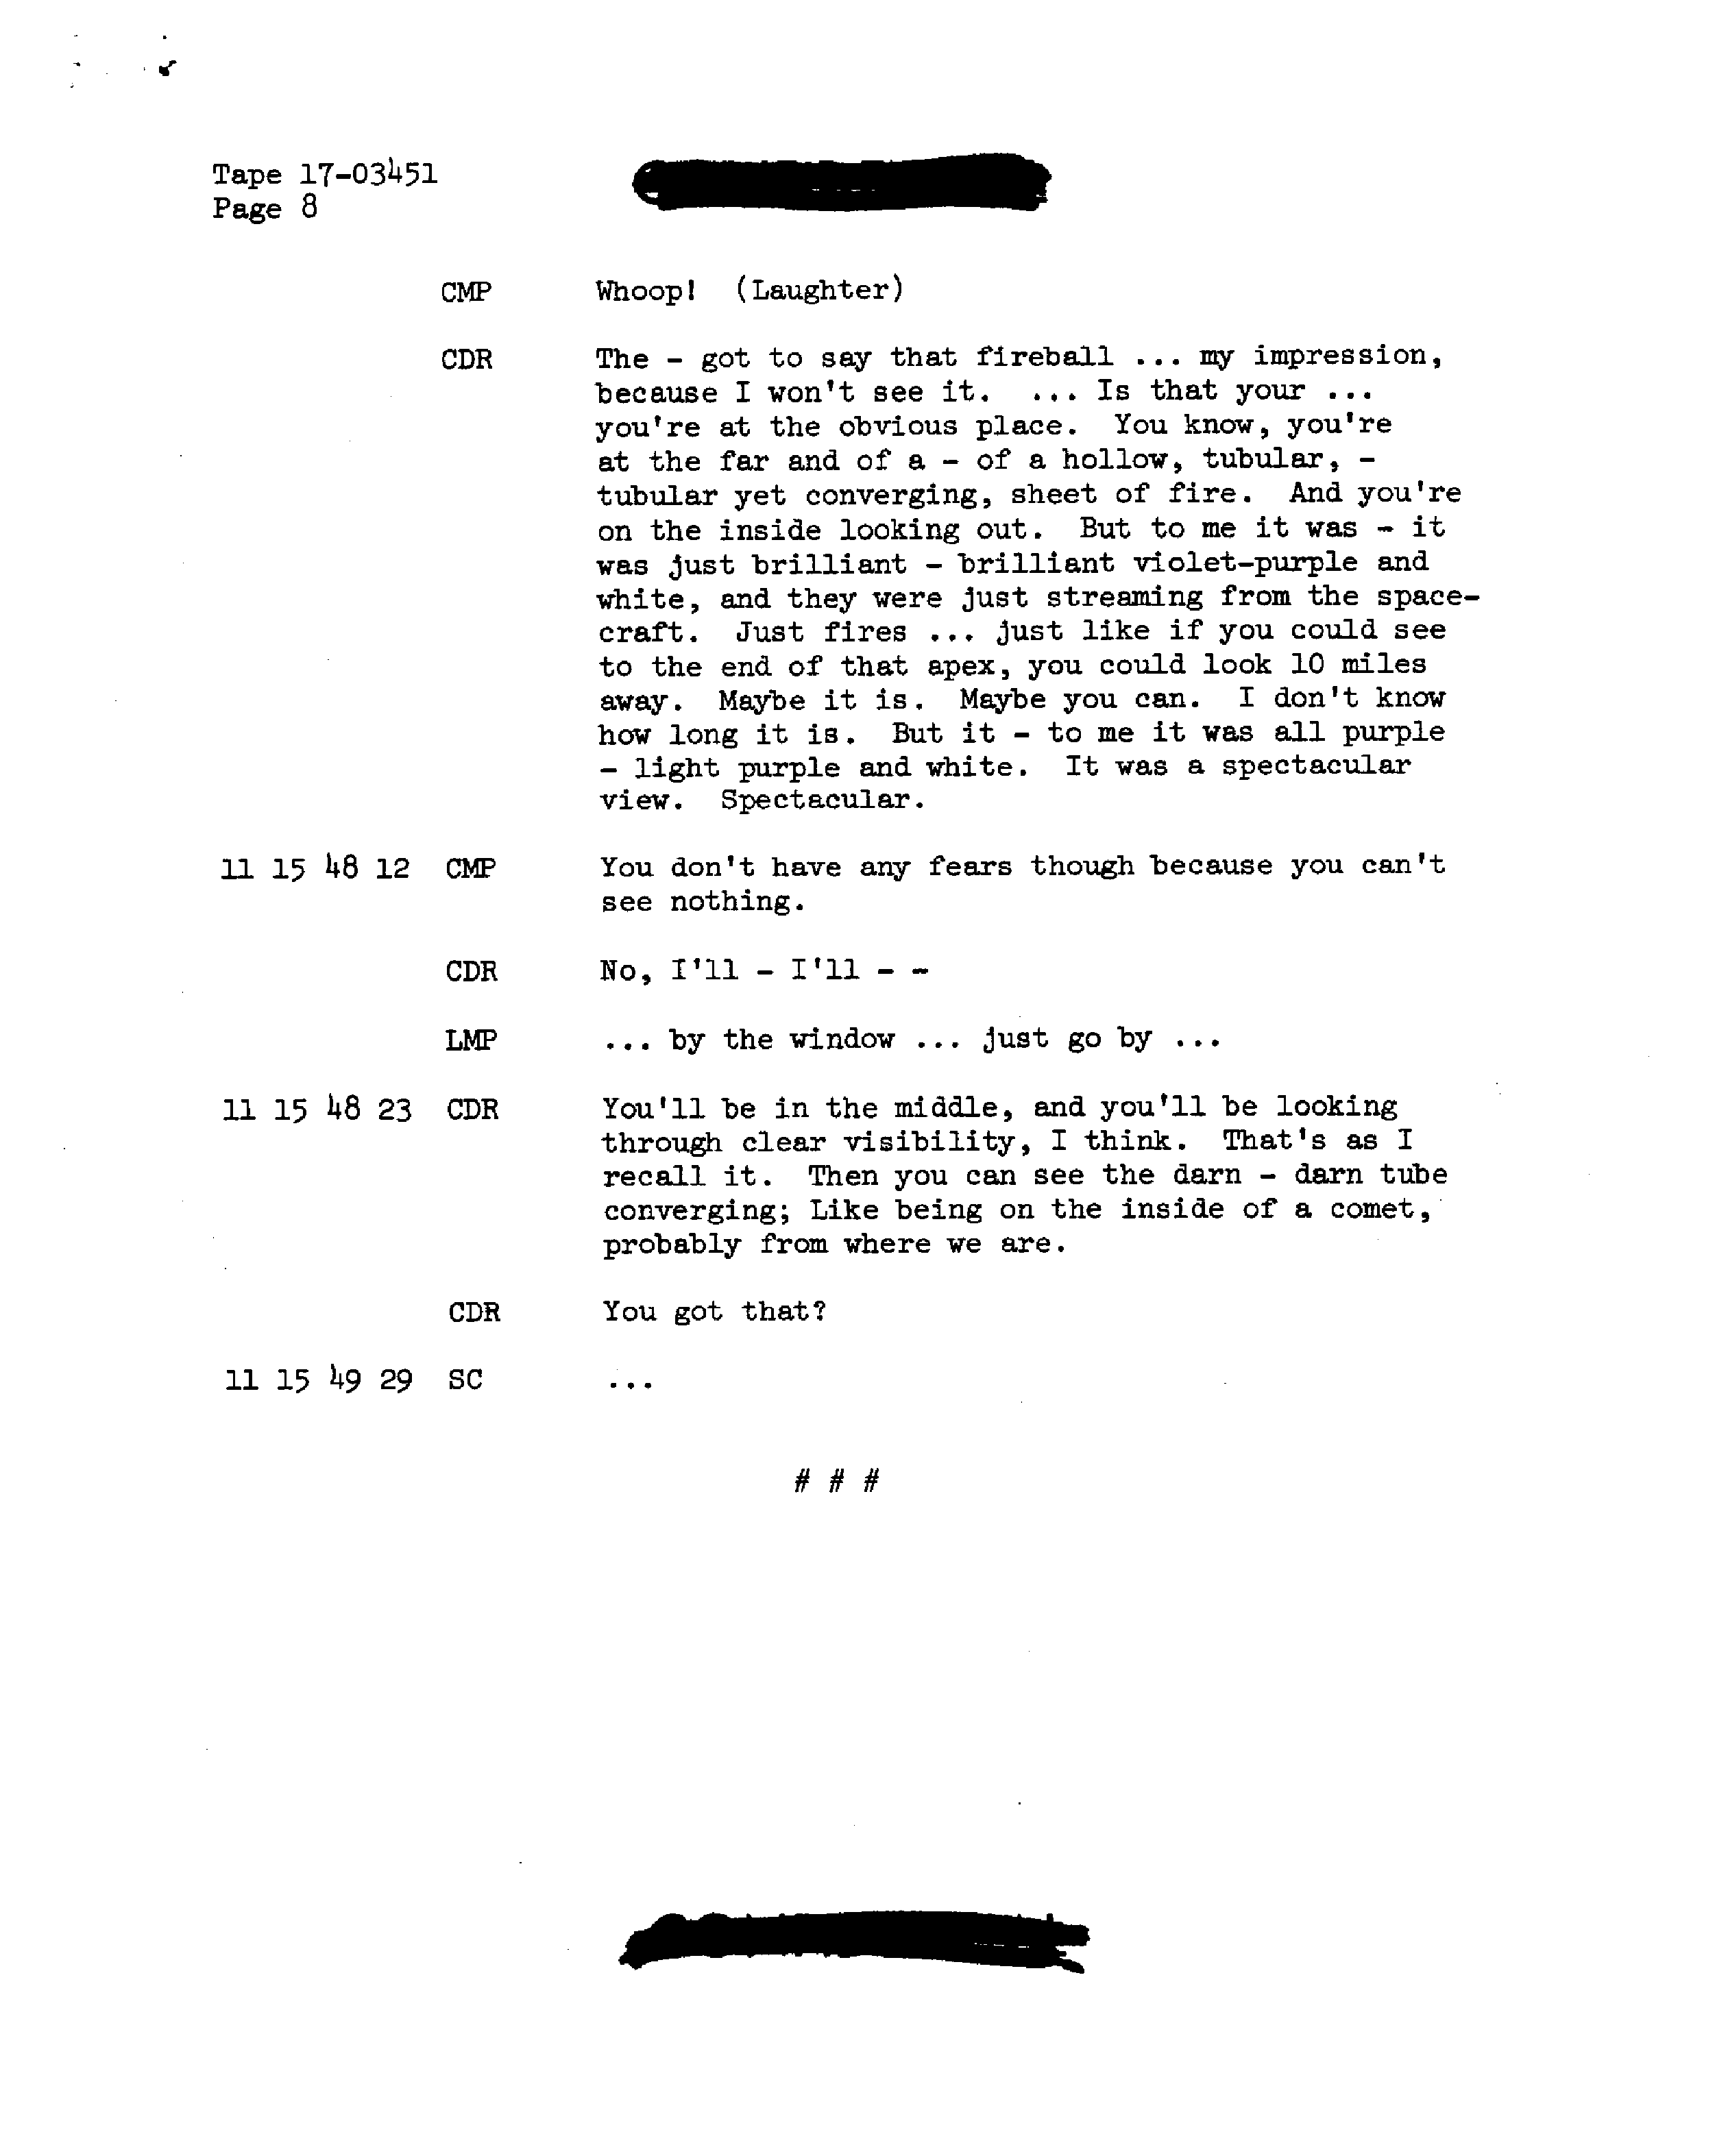 Tape 17-03451
Page 8
CMP Whoop! (Laughter)
CDR The - got to say that fireball ... my impression,
because I won't see it. ... Is that your ...
you're at the obvious place. You know, you're
at the far and of a - of a hollow, tubular, -
tubular yet converging, sheet of fire. And you're
on the inside looking out. But to me it was - it
was just brilliant - brilliant violet-purple and
white, and they were just streaming from the space-
craft. Just fires ... just like if you could see
to the end of that apex, you could look 10 miles
away. Maybe it is. Maybe you can. I don't know
how long it is. But it - to me it was all purple
- light purple and white. It was a spectacular
view. Spectacular.
11 15 48 12 CMP You don't have any fears though because you can't
see nothing.
CDR No, I'll - I'll - -
LMP ... by the window ... just go by ...
11 15 48 23 CDR You'll be in the middle, and you'll be looking
through clear visibility, I think. That's as I
recall it. Then you can see the darn - darn tube
converging; Like being on the inside of a comet,
probably from where we are.
CDR You got that?
11 15 49 29 SC ...
# # #